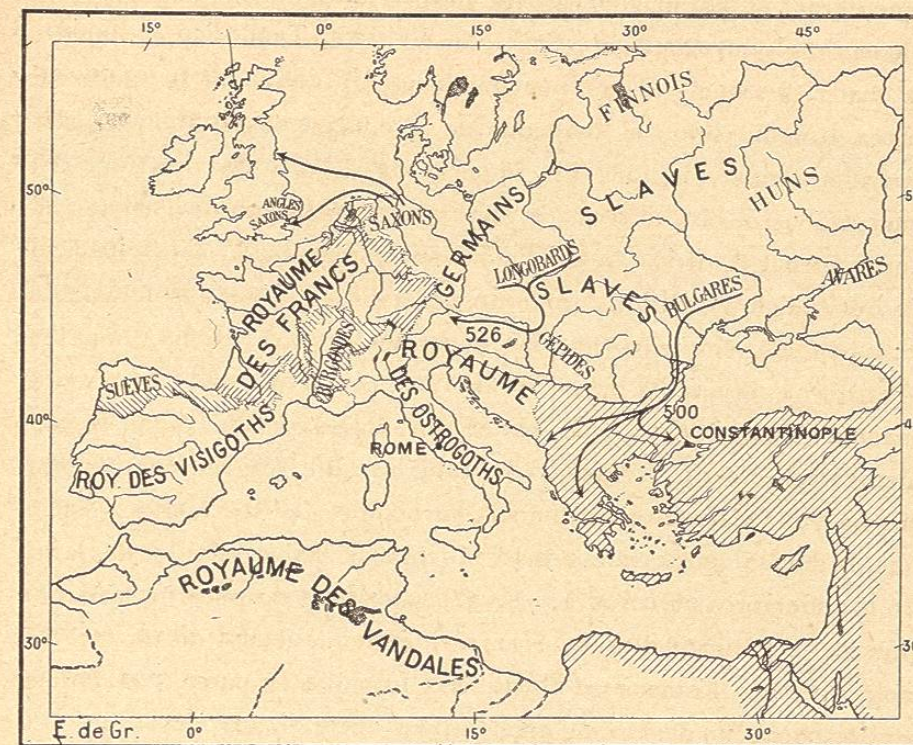 15° 0° 15° 30° 45°
FINNOIS
SLAVES
HUNS
50°
ANGLES
SAXONS
SAXONS
GERMAINS
LONGOBARDS
SLAVES
BULGARES
AVARES
ROYAUME
DES FRANCS
526
GÉPIDES
BURGONDES
ROYAUME
DES OSTROGOTHS
SUÈVES
500
40°
CONSTANTINOPLE
ROME
ROY. DES VISIGOTHS
ROYAUME DES VANDALES
30°
E. de Gr. 0° 15° 30° 45°